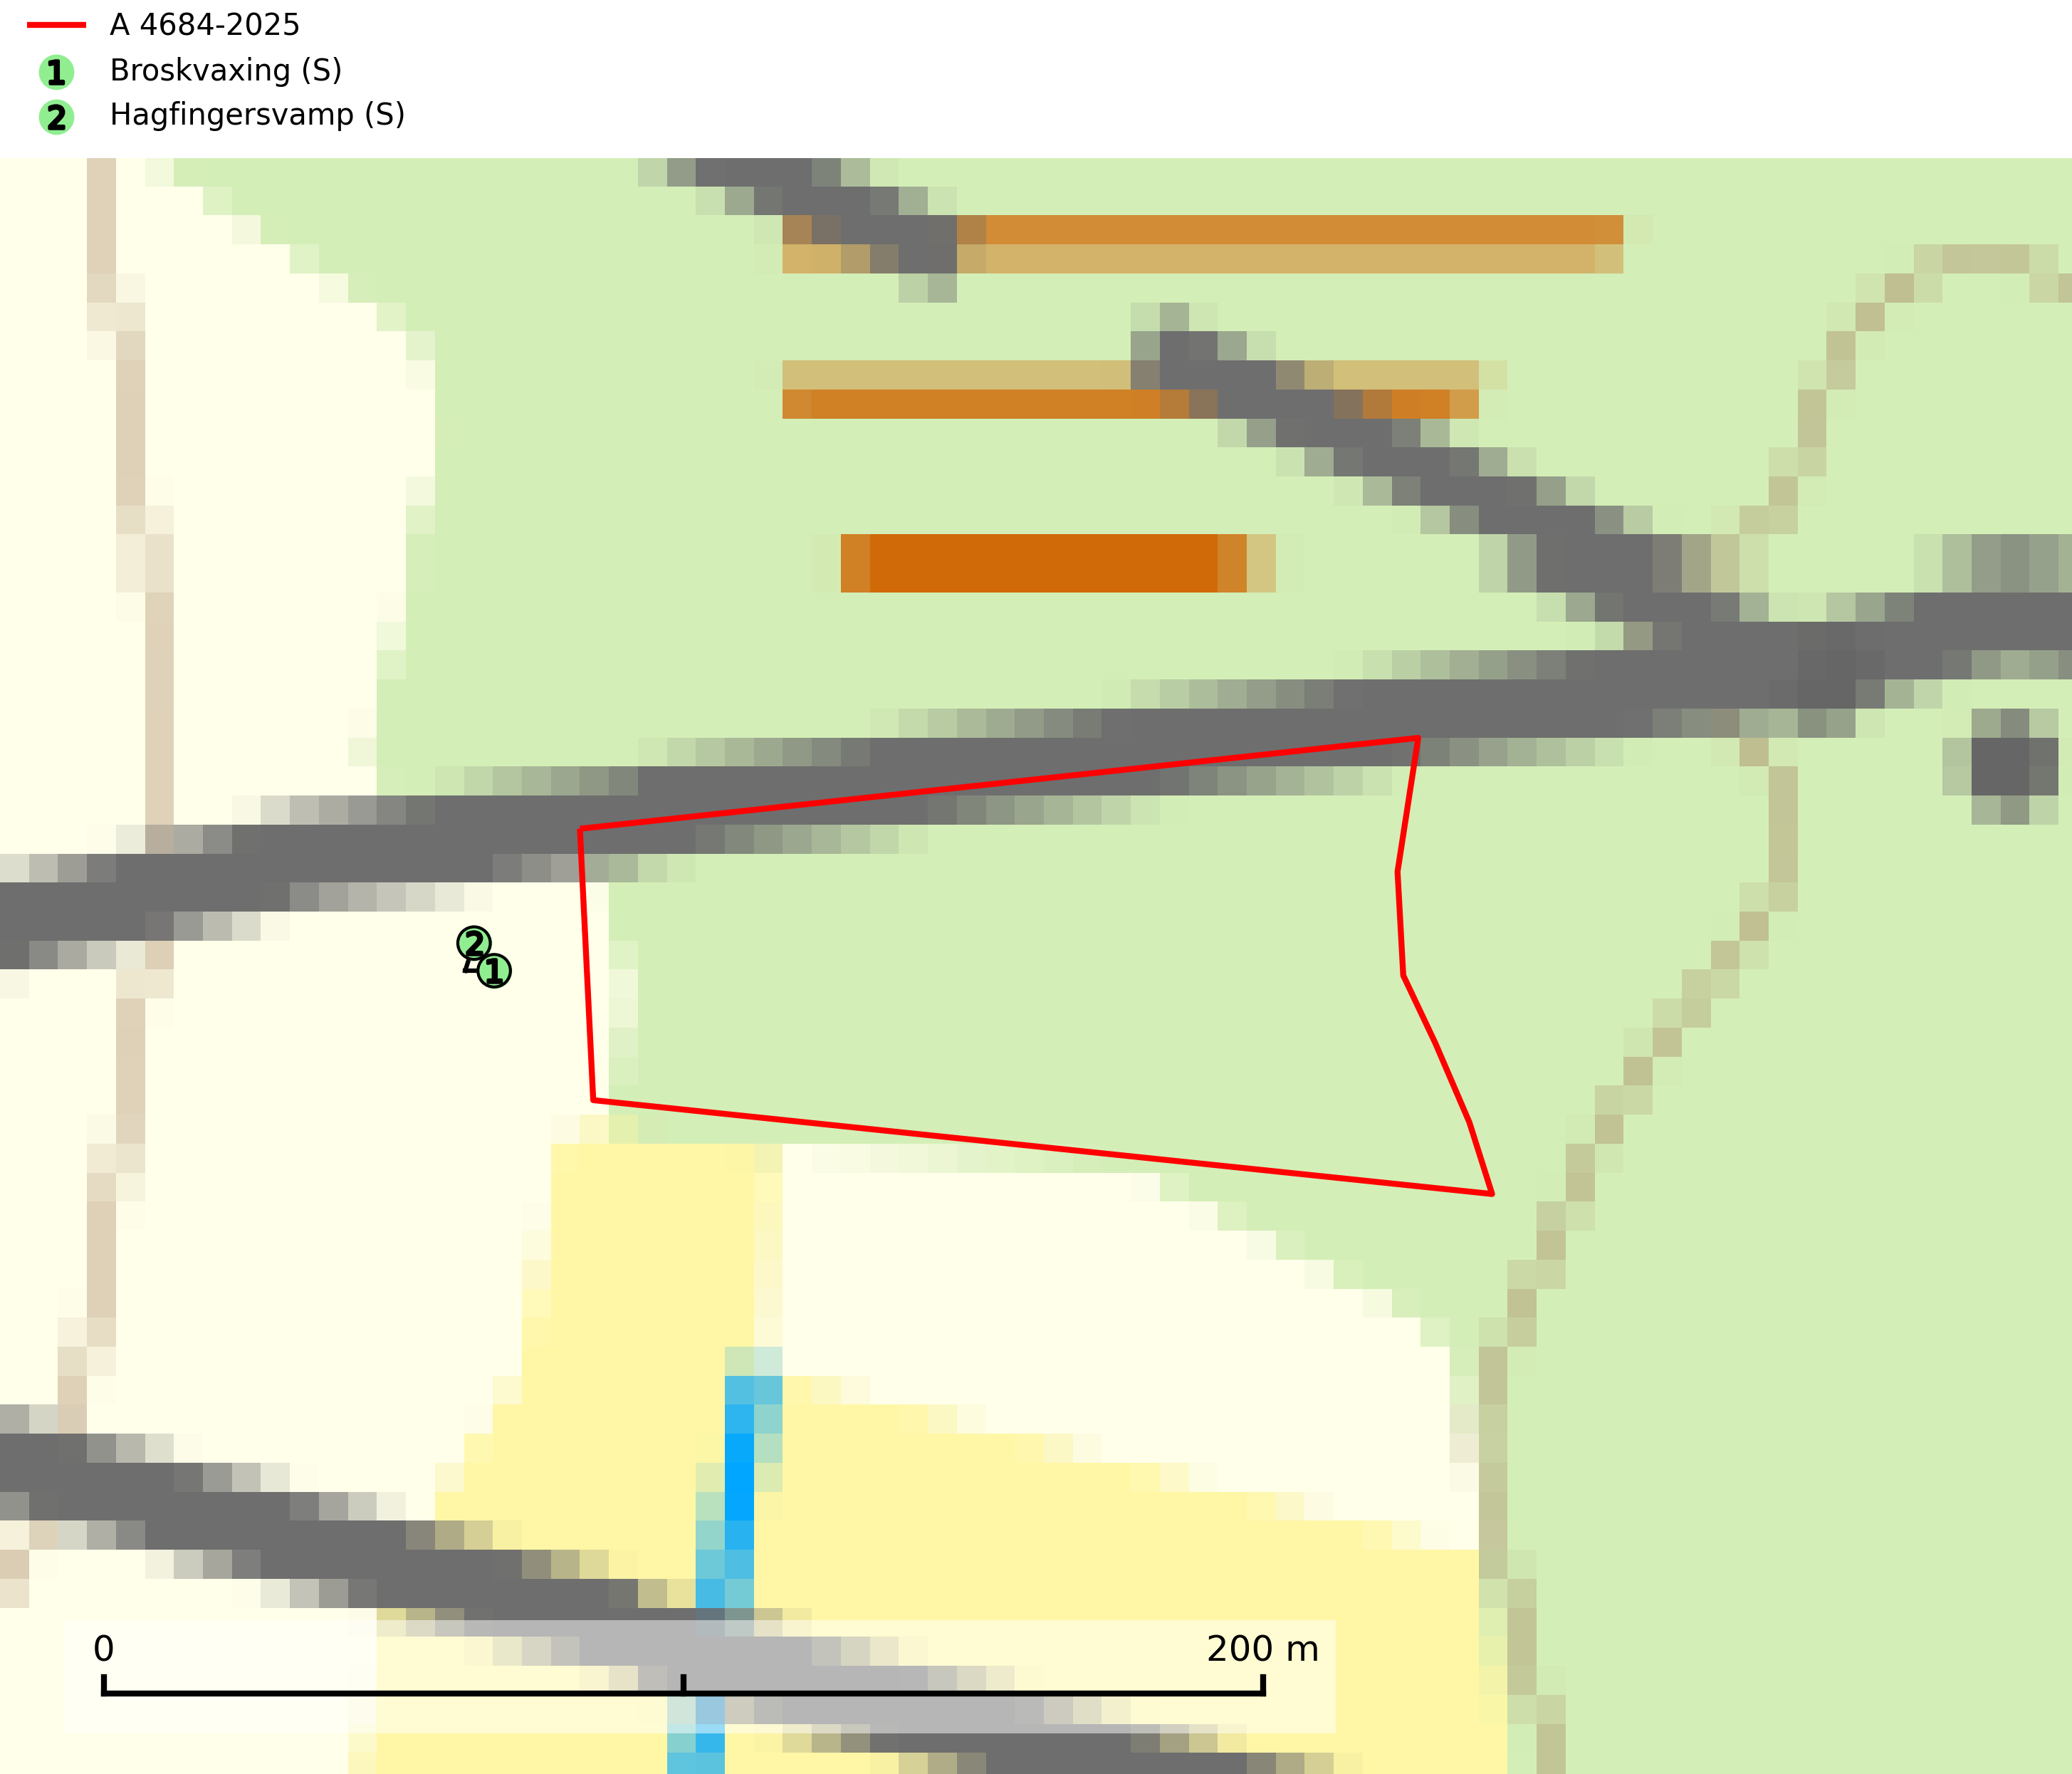 A 4684-2025
1 Broskvaxing (S)
2 Hagfingersvamp (S)
2
1
0 200 m